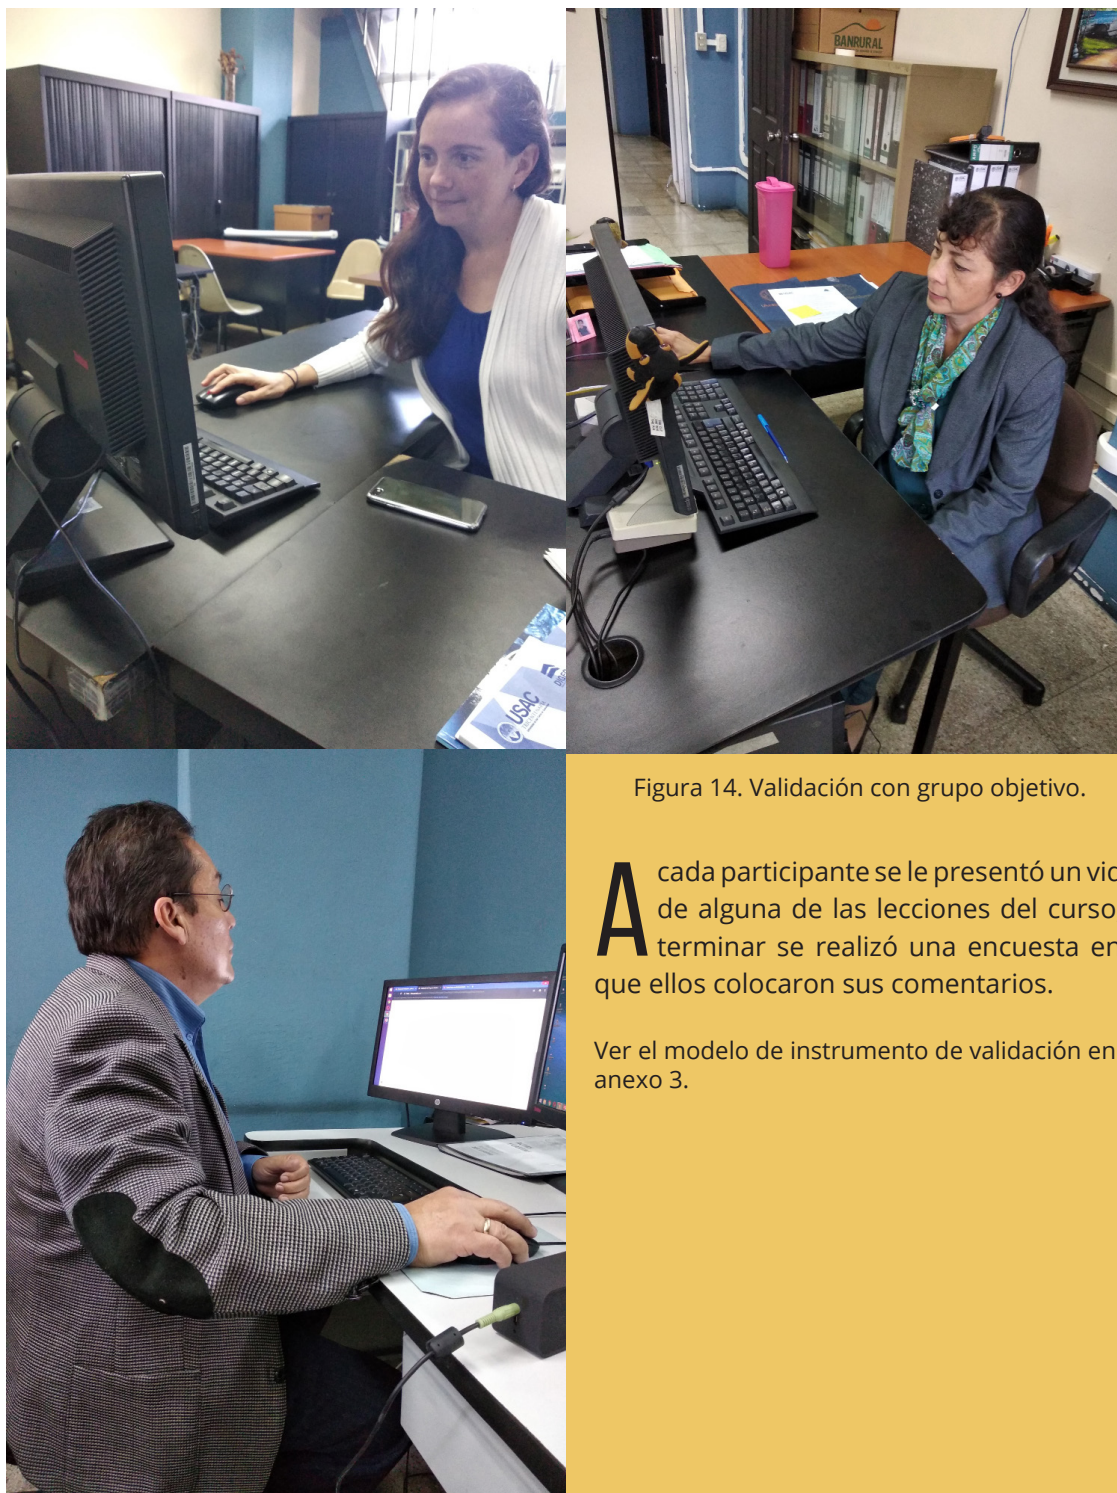 BANRURAL
USAC
Figura 14. Validación con grupo objetivo.
A cada participante se le presentó un vid
de alguna de las lecciones del curso
terminar se realizó una encuesta en
que ellos colocaron sus comentarios.
Ver el modelo de instrumento de validación en
anexo 3.